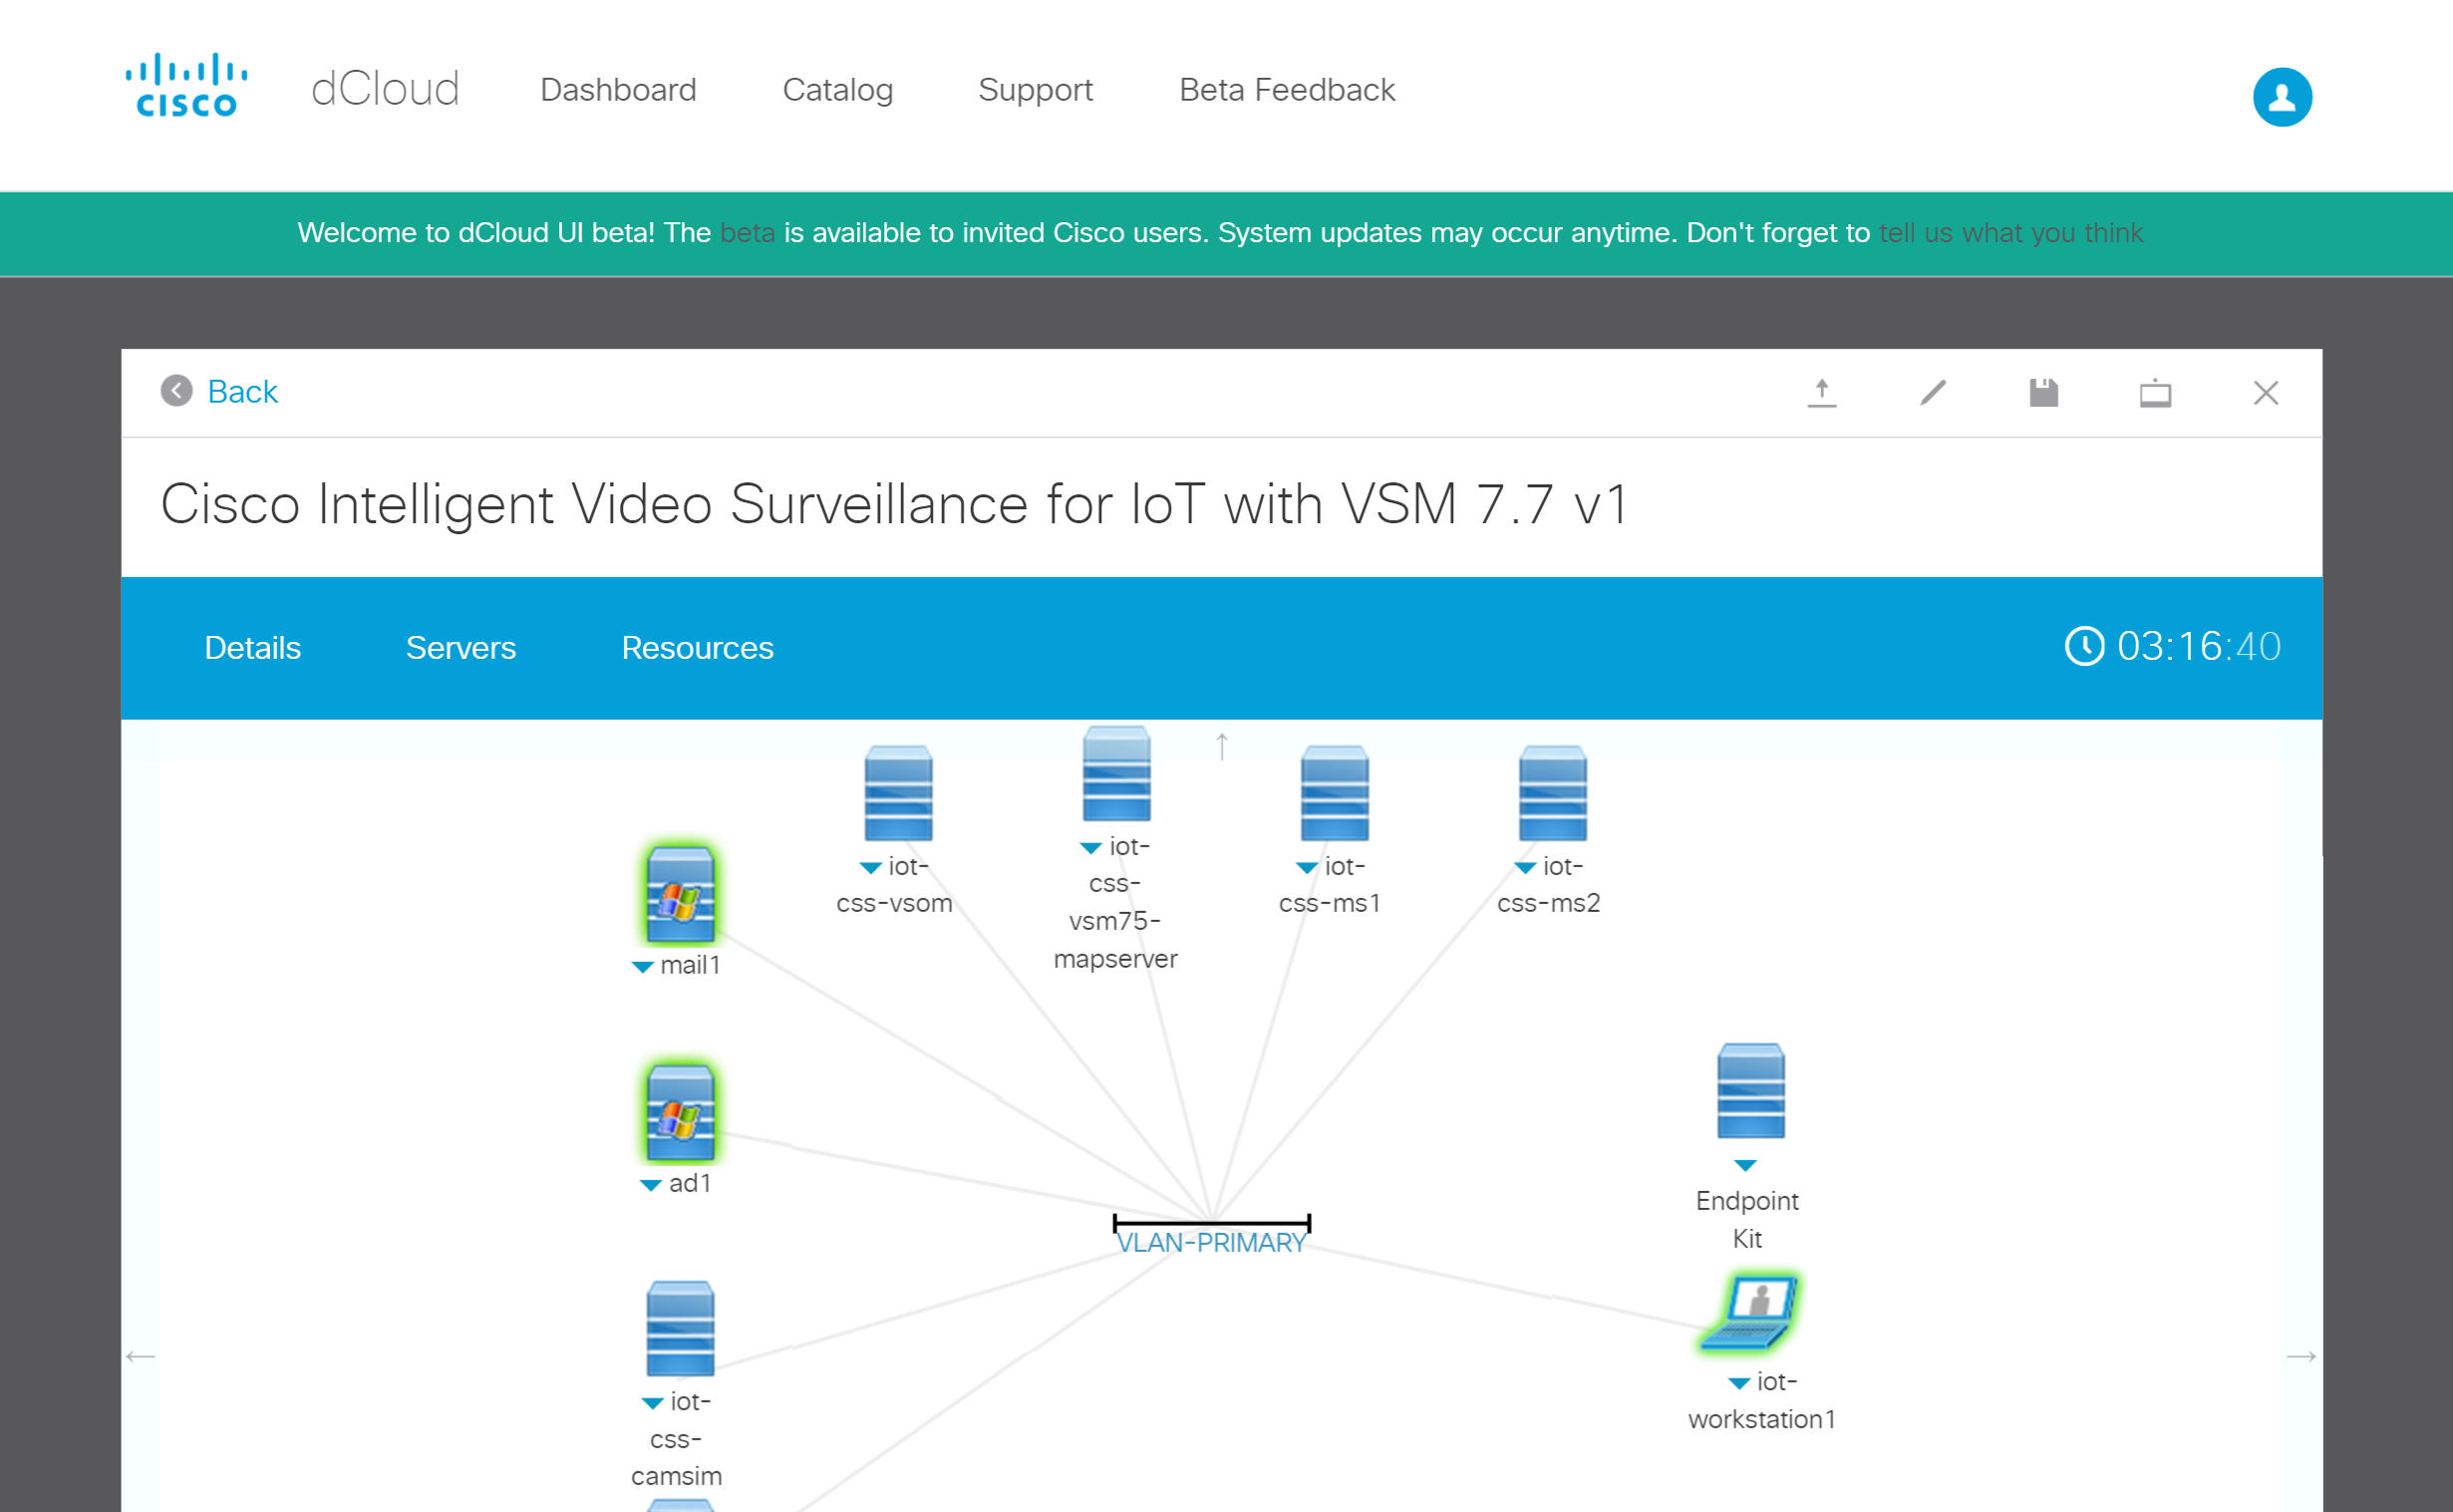 CISCO
dCloud
Dashboard
Catalog
Support
Beta Feedback
Welcome to dCloud UI beta! The beta is available to invited Cisco users. System updates may occur anytime. Don't forget to tell us what you think
Back
Cisco Intelligent Video Surveillance for IoT with VSM 7.7 v1
Details
Servers
Resources
03:16:40
iot-
css-vsom
iot-
css-
vsm75-
mapserver
iot-
css-ms1
iot-
css-ms2
mail1
ad1
VLAN-PRIMARY
Endpoint
Kit
iot-
workstation1
iot-
css-
camsim